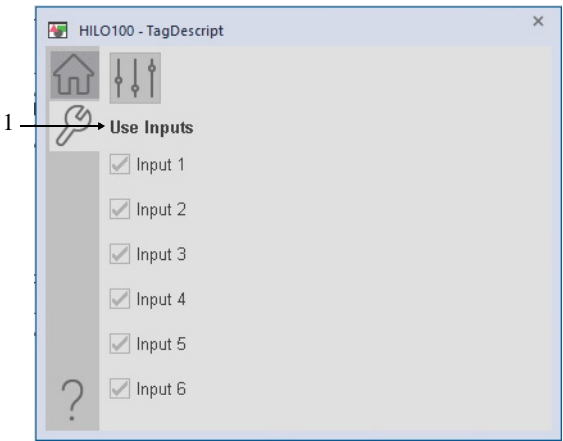 HILO100 - TagDescript
1
Use Inputs
Input 1
Input 2
Input 3
Input 4
Input 5
Input 6
?